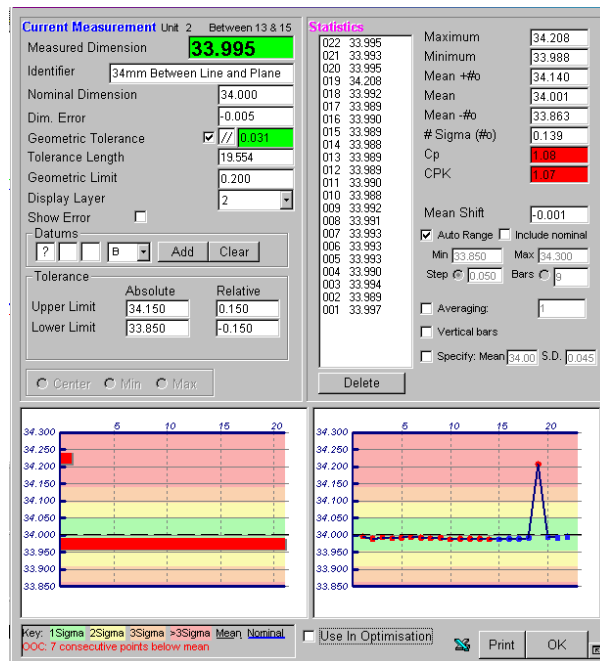 Current Measurement Unit 2 Between 13 & 15
Measured Dimension 33.995
Identifier 34mm Between Line and Plane
Nominal Dimension 34.000
Dim. Error -0.005
Geometric Tolerance // 0.031
Tolerance Length 19.554
Geometric Limit 0.200
Display Layer 2
Show Error
Datums
? B Add Clear
Tolerance
Absolute Relative
Upper Limit 34.150 0.150
Lower Limit 33.850 -0.150
Center Min Max
Statistics
022 33.995
021 33.993
020 33.995
019 34.208
018 33.992
017 33.989
016 33.990
015 33.989
014 33.988
013 33.989
012 33.989
011 33.990
010 33.988
009 33.992
008 33.991
007 33.993
006 33.993
005 33.993
004 33.990
003 33.994
002 33.989
001 33.997
Delete
Maximum 34.208
Minimum 33.988
Mean +#o 34.140
Mean 34.001
Mean -#o 33.863
# Sigma (#o) 0.139
Cp 1.08
CPK 1.07
Mean Shift -0.001
Auto Range Include nominal
Min 33.850 Max 34.300
Step 0.050 Bars 9
Averaging: 1
Vertical bars
Specify: Mean 34.00 S.D. 0.045
5 10 15 20
34.300
34.250
34.200
34.150
34.100
34.050
34.000
33.950
33.900
33.850
5 10 15 20
34.300
34.250
34.200
34.150
34.100
34.050
34.000
33.950
33.900
33.850
Key: 1Sigma 2Sigma 3Sigma >3Sigma Mean Nominal
OOC: 7 consecutive points below mean
Use In Optimisation
Print OK